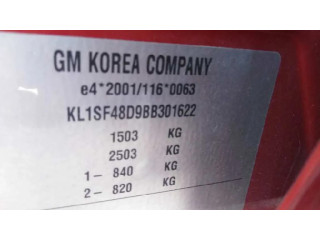 GM KOREA COMPANY
e4*2001/116*0063
KL1SF48D9BB301622
1503 KG
2503 KG
1- 840 KG
2- 820 KG